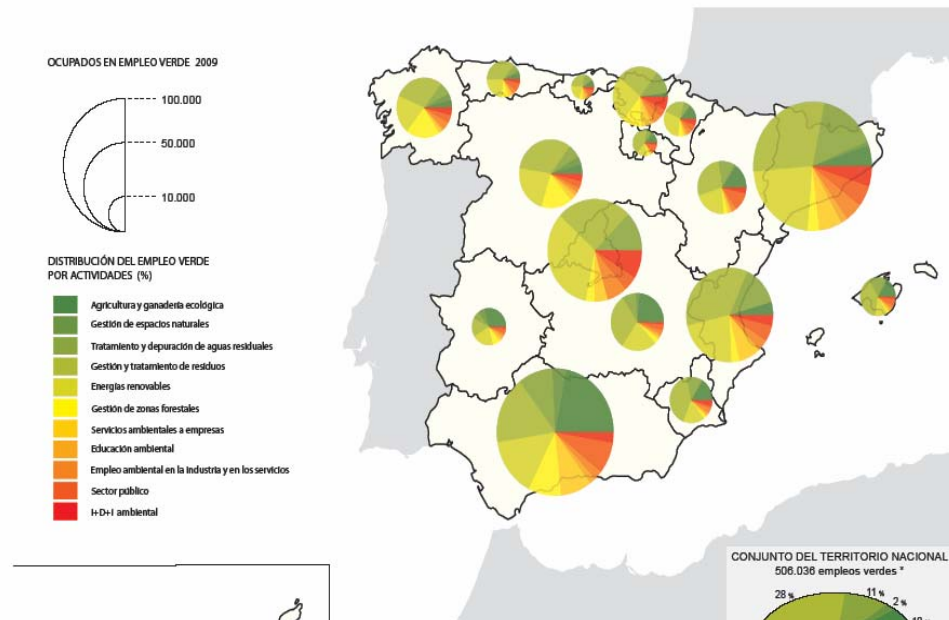 OCUPADOS EN EMPLEO VERDE 2009
100.000
50.000
10.000
DISTRIBUCIÓN DEL EMPLEO VERDE
POR ACTIVIDADES (%)
Agricultura y ganadería ecológica
Gestión de espacios naturales
Tratamiento y depuración de aguas residuales
Gestión y tratamiento de residuos
Energías renovables
Gestión de zonas forestales
Servicios ambientales a empresas
Educación ambiental
Empleo ambiental en la industria y en los servicios
Sector público
I+D+I ambiental
CONJUNTO DEL TERRITORIO NACIONAL
506.036 empleos verdes *
28 %
11 %
2 %